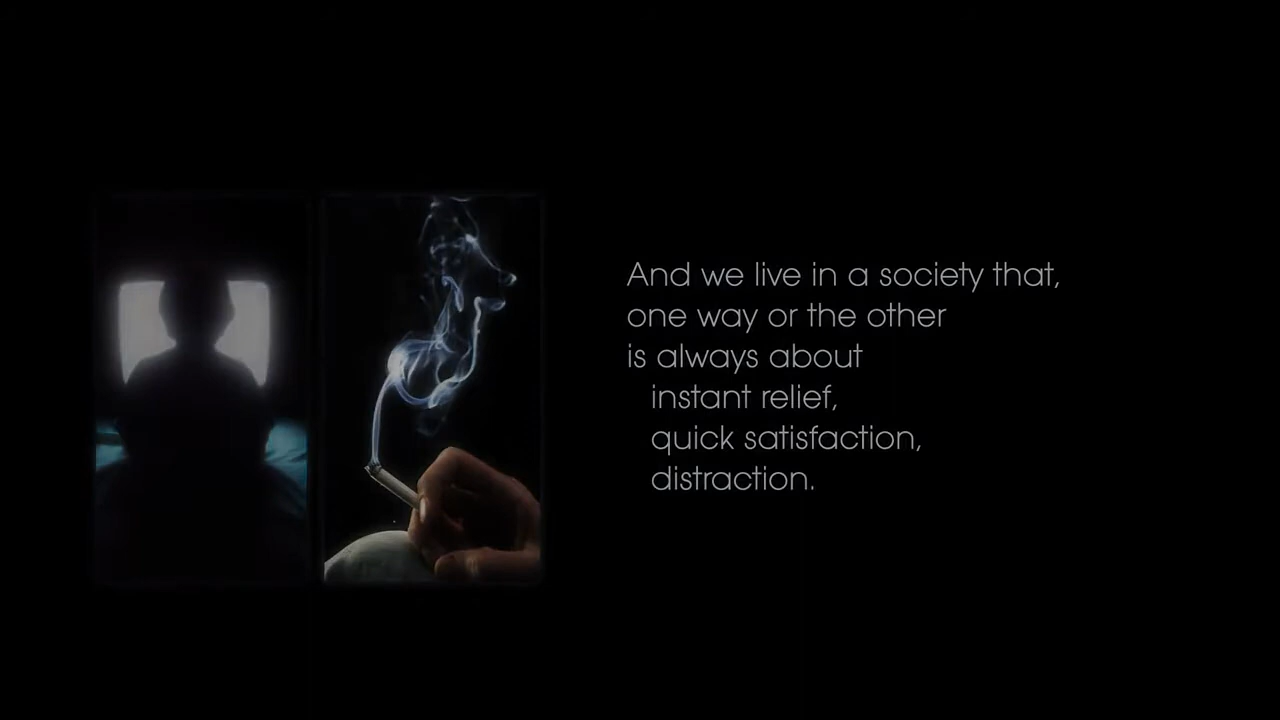 And we live in a society that,
one way or the other
is always about
instant relief,
quick satisfaction,
distraction.